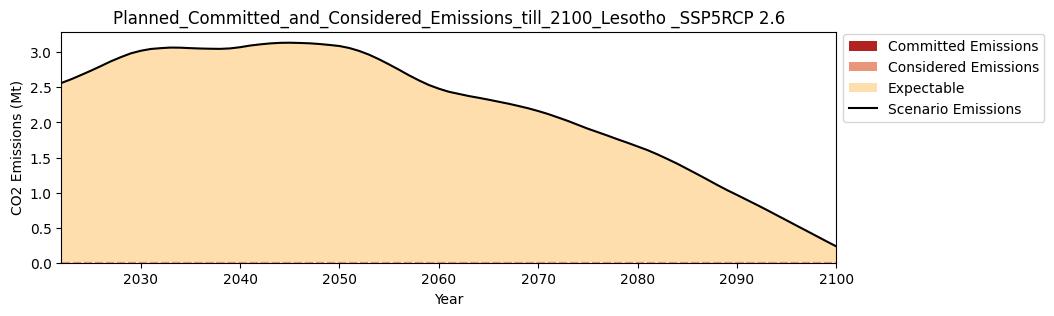 Planned_Committed_and_Considered_Emissions_till_2100_Lesotho _SSP5RCP 2.6
CO2 Emissions (Mt)
3.0
2.5
2.0
1.5
1.0
0.5
0.0
2030 2040 2050 2060 2070 2080 2090 2100
Year
Committed Emissions
Considered Emissions
Expectable
Scenario Emissions